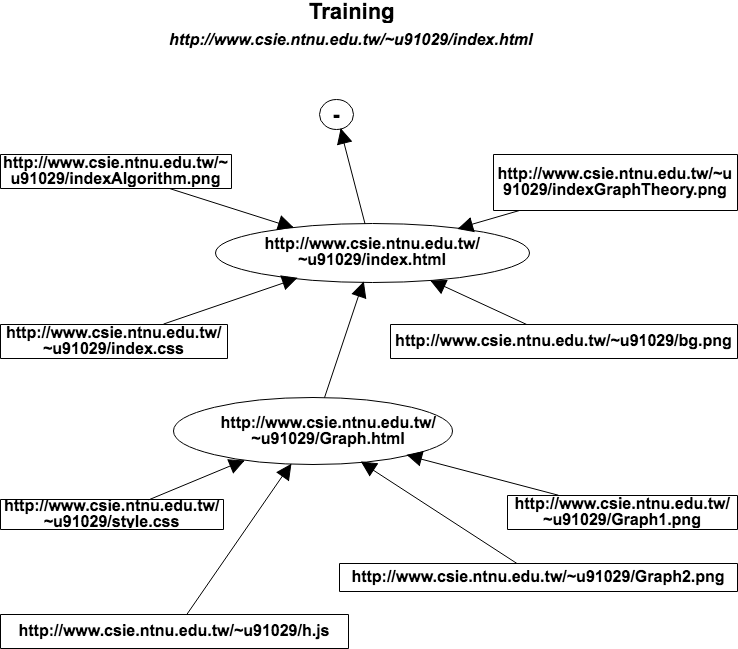 Training
http://www.csie.ntnu.edu.tw/~u91029/index.html
-
http://www.csie.ntnu.edu.tw/~
u91029/indexAlgorithm.png
http://www.csie.ntnu.edu.tw/~u
91029/indexGraphTheory.png
http://www.csie.ntnu.edu.tw/
~u91029/index.html
http://www.csie.ntnu.edu.tw/
~u91029/index.css
http://www.csie.ntnu.edu.tw/~u91029/bg.png
http://www.csie.ntnu.edu.tw/
~u91029/Graph.html
http://www.csie.ntnu.edu.tw/
~u91029/style.css
http://www.csie.ntnu.edu.tw/
~u91029/Graph1.png
http://www.csie.ntnu.edu.tw/~u91029/Graph2.png
http://www.csie.ntnu.edu.tw/~u91029/h.js